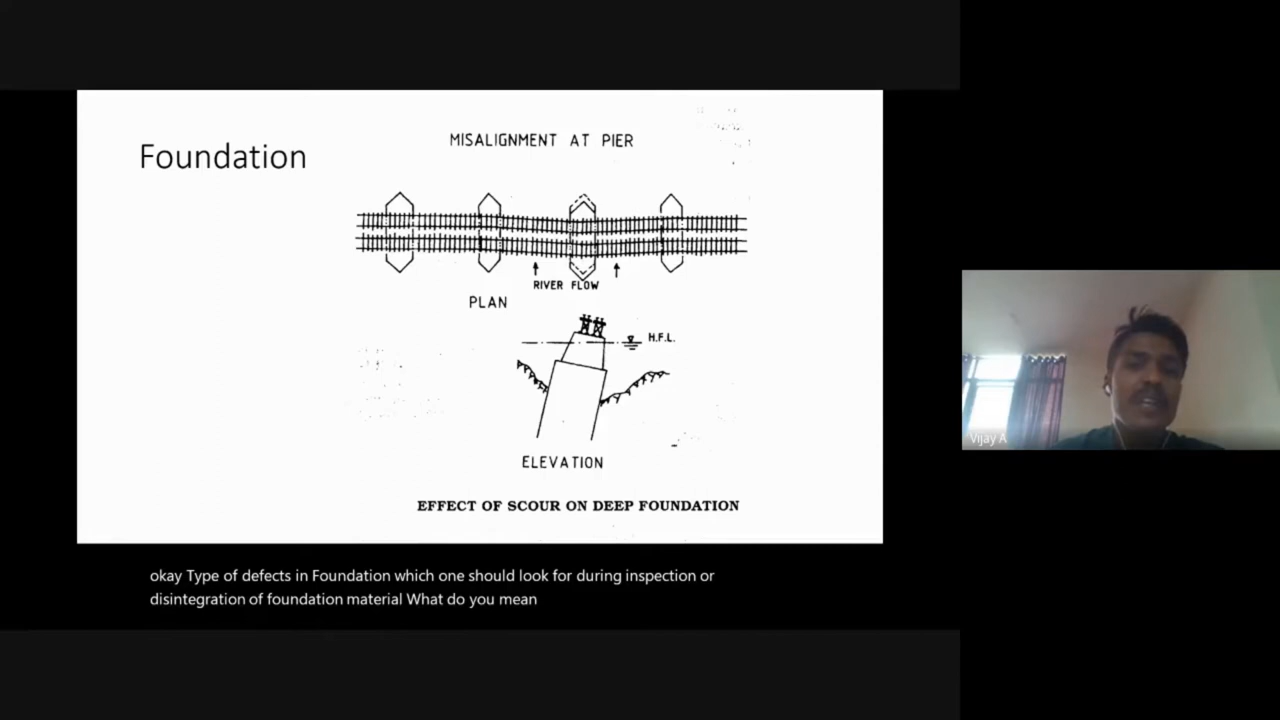 Foundation
MISALIGNMENT AT PIER
RIVER FLOW
PLAN
H.F.L.
ELEVATION
EFFECT OF SCOUR ON DEEP FOUNDATION
Vijay A
okay Type of defects in Foundation which one should look for during inspection or
disintegration of foundation material What do you mean